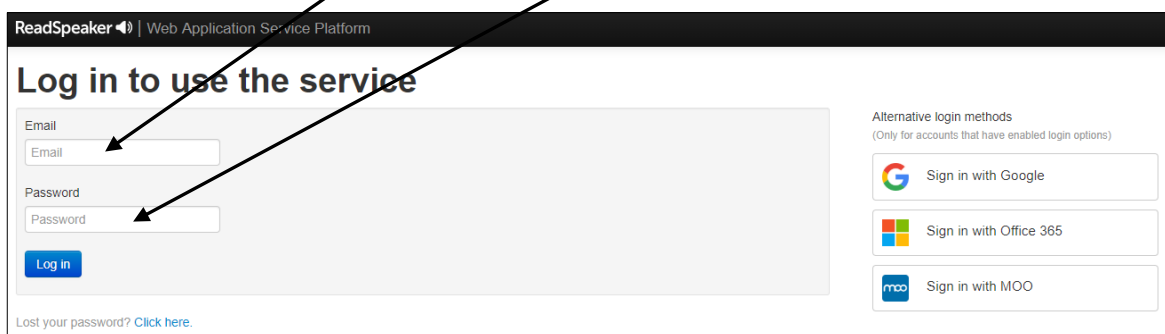 ReadSpeaker | Web Application Service Platform
Log in to use the service
Email
Email
Password
Password
Log in
Lost your password? Click here.
Alternative login methods
(Only for accounts that have enabled login options)
Sign in with Google
Sign in with Office 365
moo Sign in with MOO